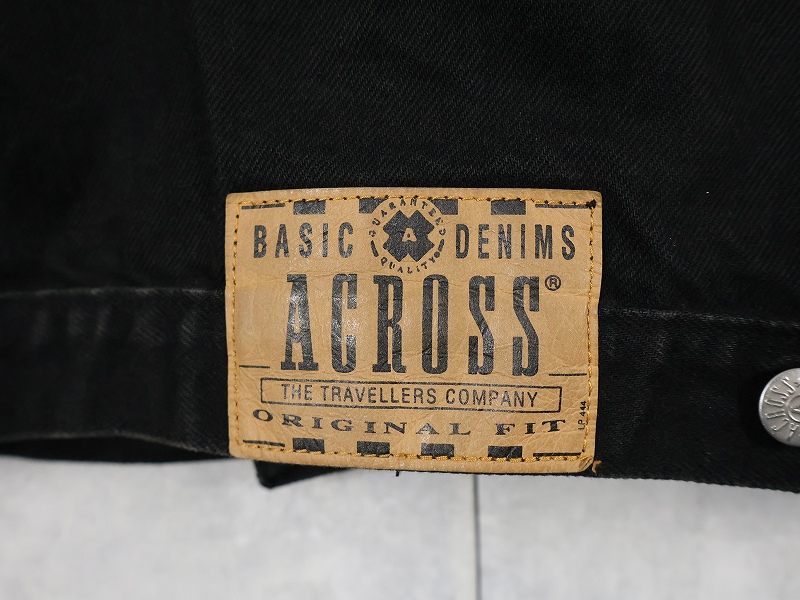 GUARANTEED
QUALITY
A
BASIC DENIMS
ACROSS®
THE TRAVELLERS COMPANY
ORIGINAL FIT
LP 444